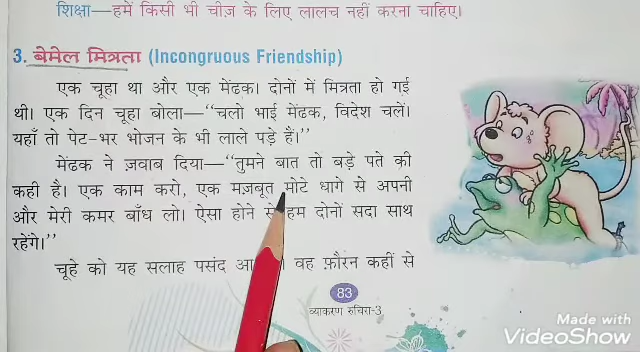 शिक्षा—हमें किसी भी चीज़ के लिए लालच नहीं करना चाहिए।
3. बेमेल मित्रता (Incongruous Friendship)
एक चूहा था और एक मेंढक। दोनों में मित्रता हो गई
थी। एक दिन चूहा बोला—“चलो भाई मेंढक, विदेश चलें।
यहाँ तो पेट-भर भोजन के भी लाले पड़े हैं।”
मेंढक ने ज़वाब दिया—“तुमने बात तो बड़े पते की
कही है। एक काम करो, एक मज़बूत मोटे धागे से अपनी
और मेरी कमर बाँध लो। ऐसा होने हम दोनों सदा साथ
रहेंगे।”
चूहे को यह सलाह पसंद वह फ़ौरन कहीं से
83
व्याकरण रुचिरा-3
Made with
VideoShow